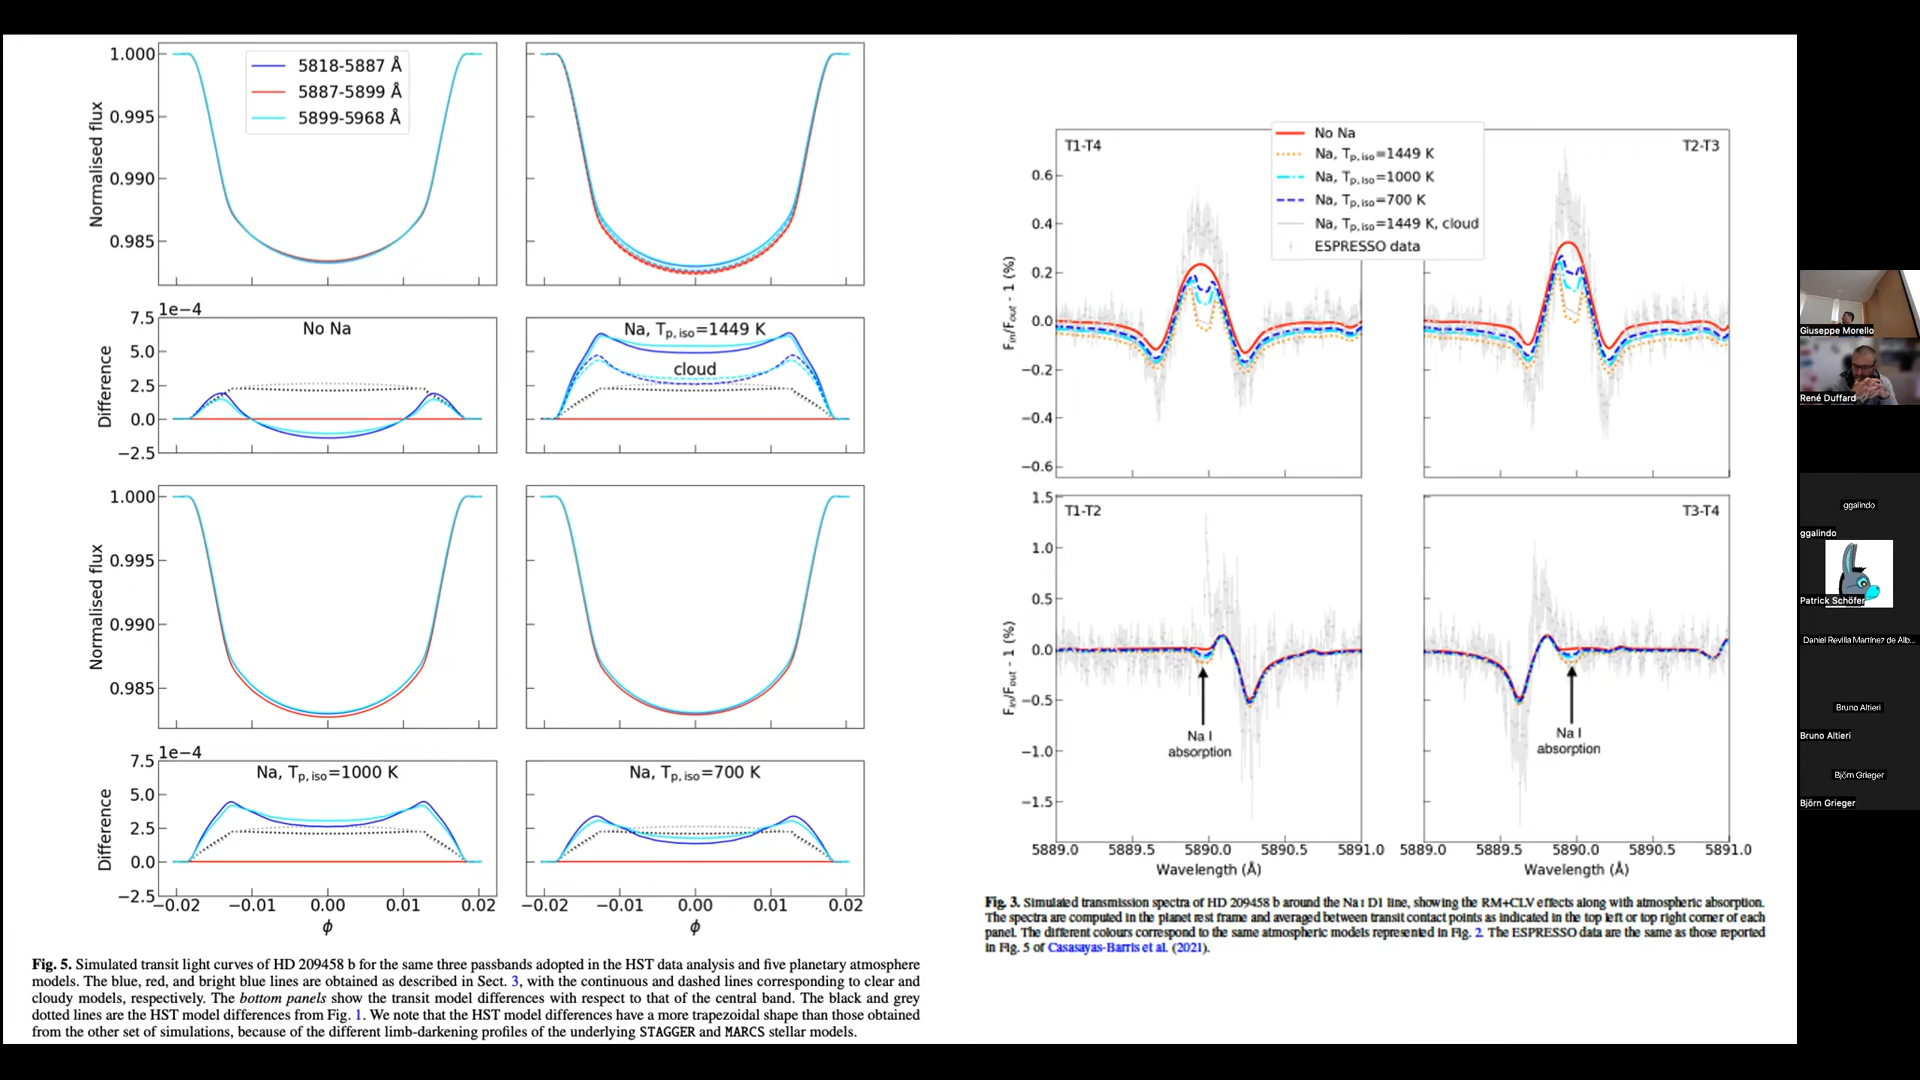 1.000
0.995
0.990
0.985
Normalised flux
5818-5887 Å
5887-5899 Å
5899-5968 Å
1e−4
7.5
5.0
2.5
0.0
−2.5
Difference
No Na
Na, Tp, iso=1449 K
cloud
1.000
0.995
0.990
0.985
Normalised flux
1e−4
7.5
5.0
2.5
0.0
−2.5
Difference
Na, Tp, iso=1000 K
Na, Tp, iso=700 K
−0.02 −0.01 0.00 0.01 0.02
−0.02 −0.01 0.00 0.01 0.02
ϕ
ϕ
Fig. 5. Simulated transit light curves of HD 209458 b for the same three passbands adopted in the HST data analysis and five planetary atmosphere
models. The blue, red, and bright blue lines are obtained as described in Sect. 3, with the continuous and dashed lines corresponding to clear and
cloudy models, respectively. The bottom panels show the transit model differences with respect to that of the central band. The black and grey
dotted lines are the HST model differences from Fig. 1. We note that the HST model differences have a more trapezoidal shape than those obtained
from the other set of simulations, because of the different limb-darkening profiles of the underlying STAGGER and MARCS stellar models.
T1-T4
T2-T3
No Na
Na, Tp, iso=1449 K
Na, Tp, iso=1000 K
Na, Tp, iso=700 K
Na, Tp, iso=1449 K, cloud
ESPRESSO data
0.6
0.4
0.2
0.0
−0.2
−0.4
−0.6
Fin/Fout - 1 (%)
T1-T2
T3-T4
1.5
1.0
0.5
0.0
−0.5
−1.0
−1.5
Fin/Fout - 1 (%)
Na I
absorption
Na I
absorption
5889.0 5889.5 5890.0 5890.5 5891.0
5889.0 5889.5 5890.0 5890.5 5891.0
Wavelength (Å)
Wavelength (Å)
Fig. 3. Simulated transmission spectra of HD 209458 b around the Na I D1 line, showing the RM+CLV effects along with atmospheric absorption.
The spectra are computed in the planet rest frame and averaged between transit contact points as indicated in the top left or top right corner of each
panel. The different colours correspond to the same atmospheric models represented in Fig. 2. The ESPRESSO data are the same as those reported
in Fig. 5 of Casasayas-Barris et al. (2021).
Giuseppe Morello
René Duffard
ggalindo
ggalindo
Patrick Schöfer
Daniel Revilla Martínez de Alb...
Bruno Altieri
Bruno Altieri
Björn Grieger
Björn Grieger